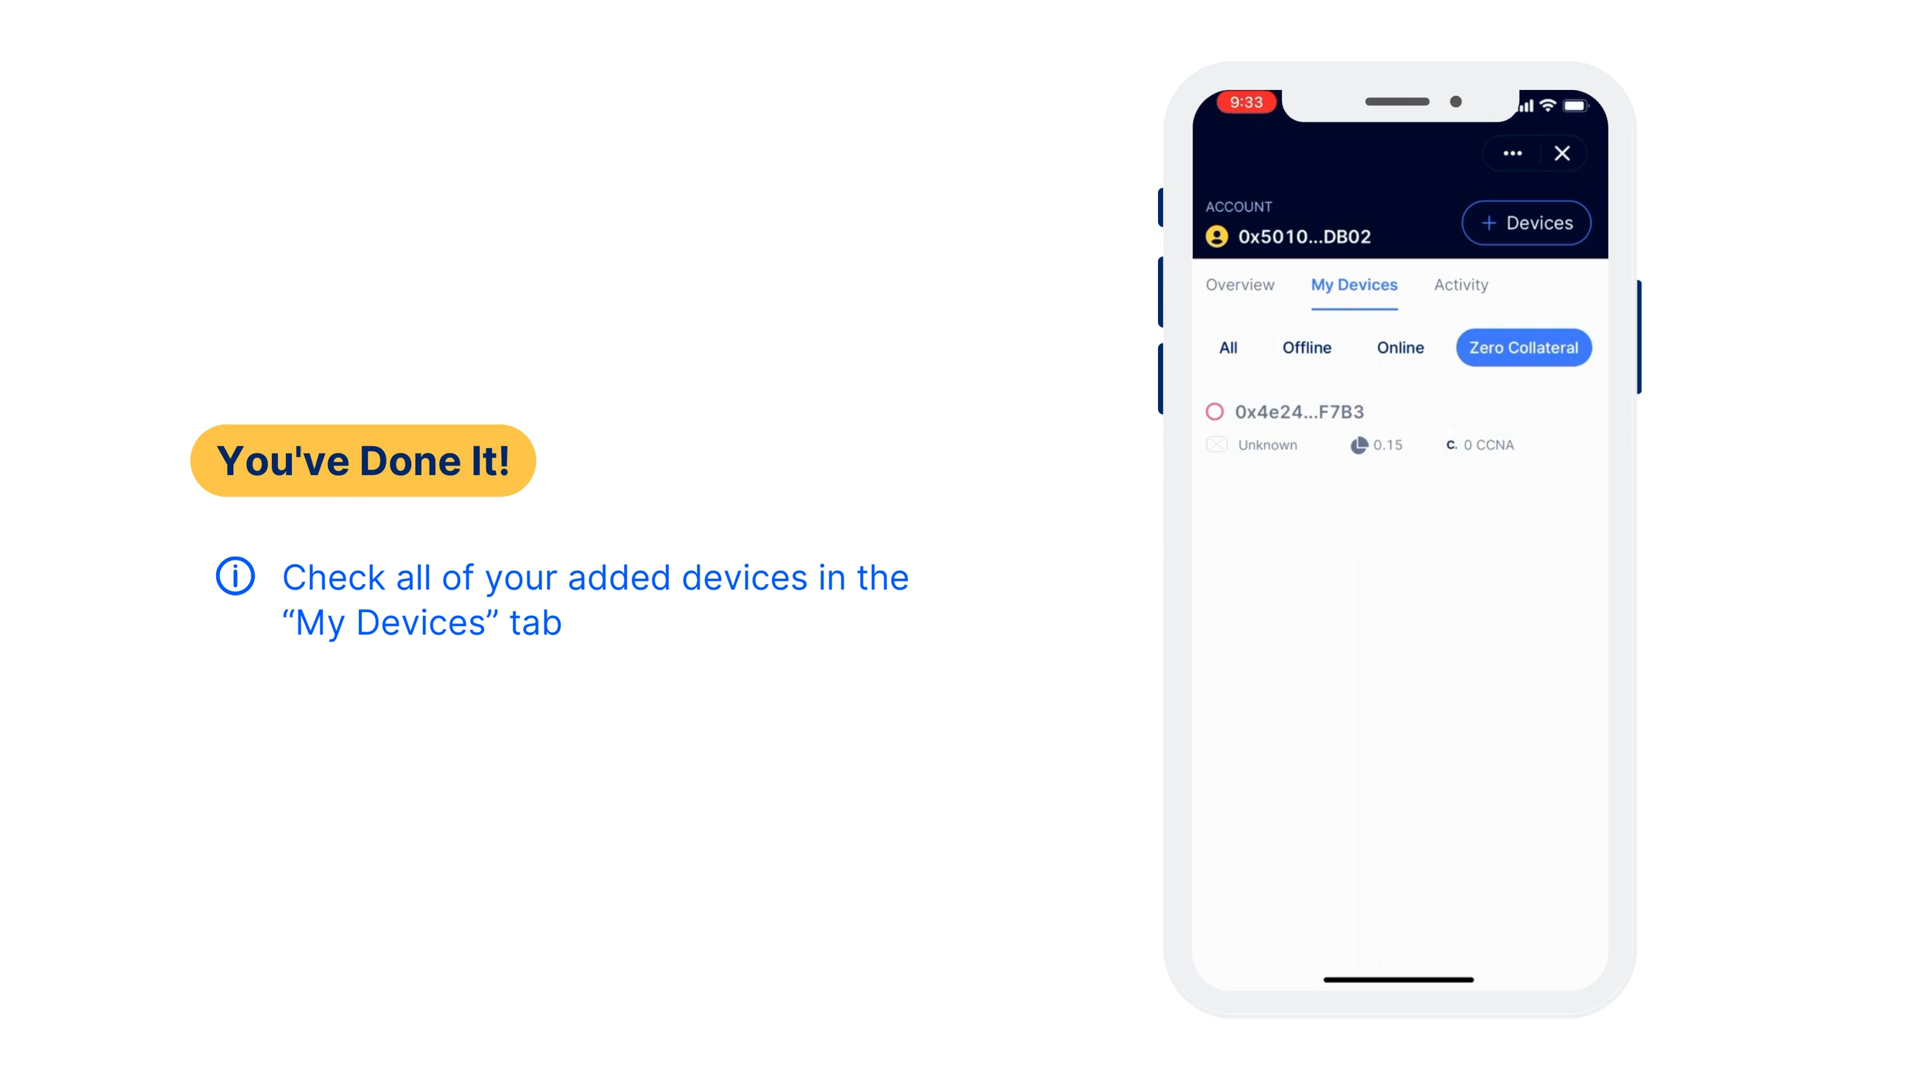 You've Done It!
Check all of your added devices in the
“My Devices” tab
9:33
ACCOUNT
0x5010...DB02
+ Devices
Overview My Devices Activity
All Offline Online Zero Collateral
0x4e24...F7B3
Unknown 0.15 C. 0 CCNA